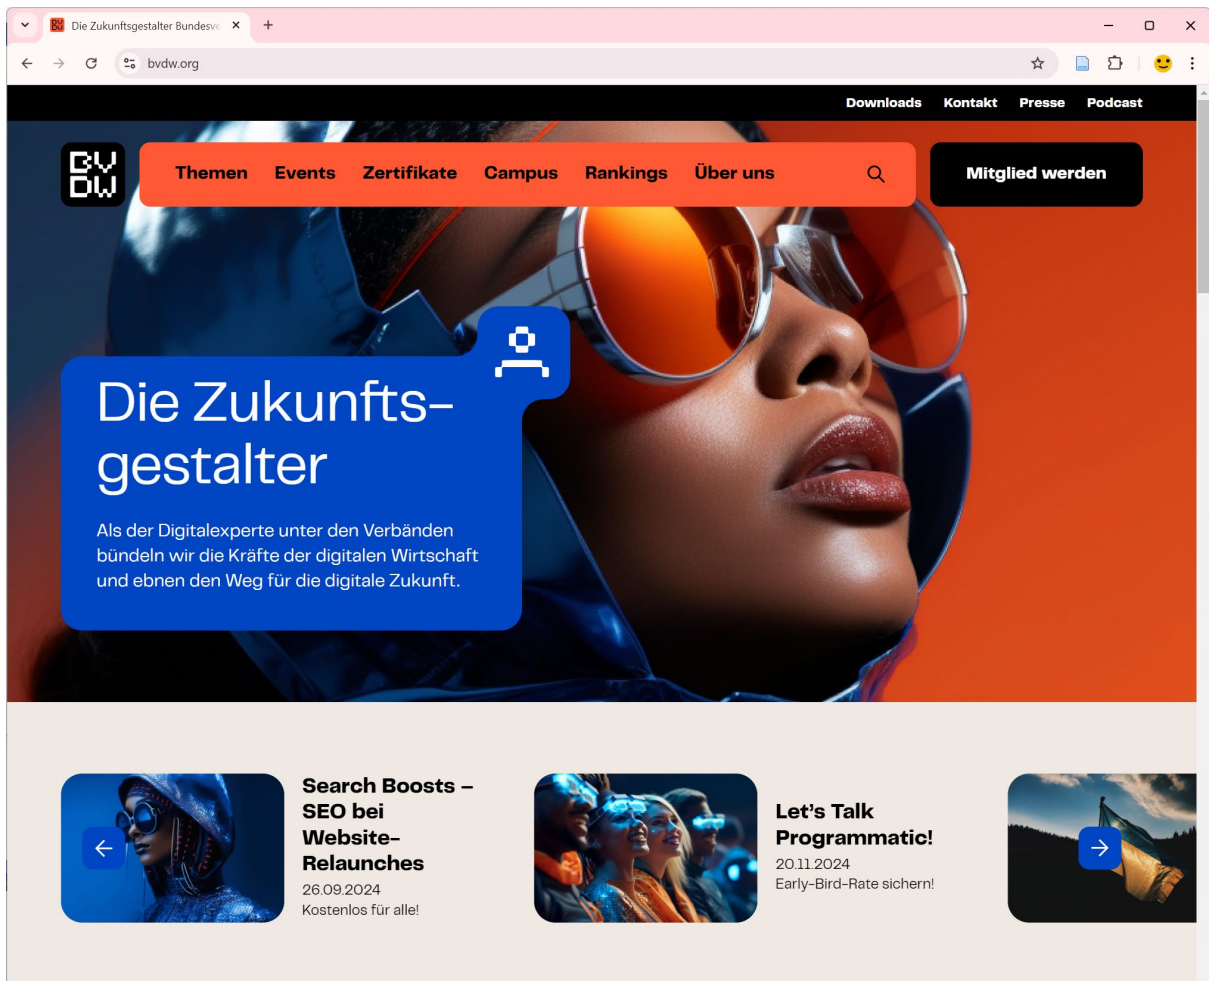 Die Zukunftsgestalter Bundesve
bvdw.org
Downloads Kontakt Presse Podcast
BV
DW
Themen Events Zertifikate Campus Rankings Über uns
Mitglied werden
Die Zukunfts-
gestalter
Als der Digitalexperte unter den Verbänden
bündeln wir die Kräfte der digitalen Wirtschaft
und ebnen den Weg für die digitale Zukunft.
Search Boosts –
SEO bei
Website-
Relaunches
26.09.2024
Kostenlos für alle!
Let's Talk
Programmatic!
20.11.2024
Early-Bird-Rate sichern!